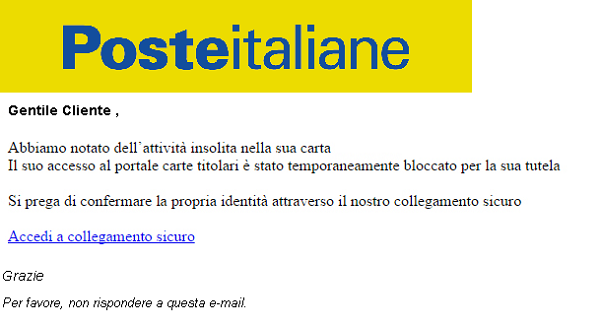 Posteitaliane
Gentile Cliente ,
Abbiamo notato dell`attività insolita nella sua carta
Il suo accesso al portale carte titolari è stato temporaneamente bloccato per la sua tutela
Si prega di confermare la propria identità attraverso il nostro collegamento sicuro
Accedi a collegamento sicuro
Grazie
Per favore, non rispondere a questa e-mail.